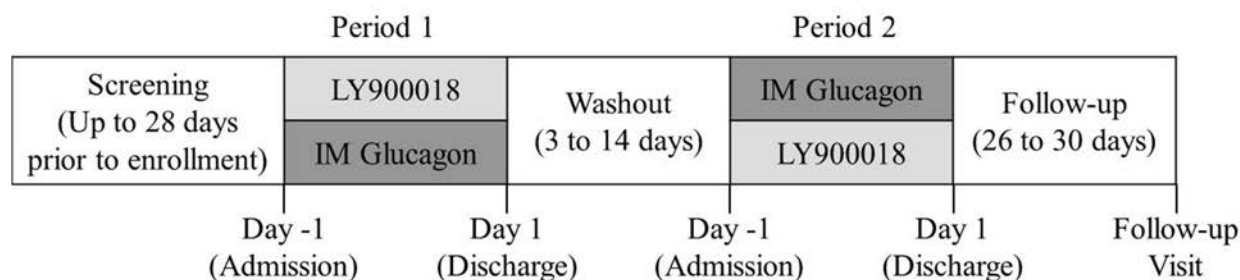 Period 1
Period 2
Screening
(Up to 28 days
prior to enrollment)
LY900018
IM Glucagon
Washout
(3 to 14 days)
IM Glucagon
LY900018
Follow-up
(26 to 30 days)
Day -1
(Admission)
Day 1
(Discharge)
Day -1
(Admission)
Day 1
(Discharge)
Follow-up
Visit